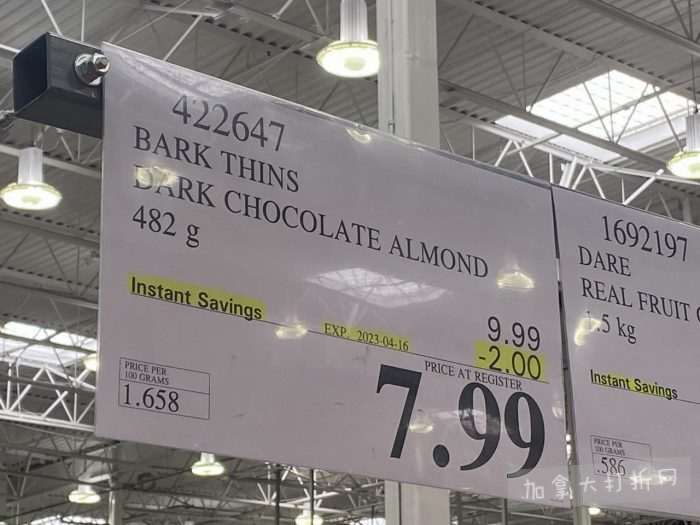 422647
BARK THINS
DARK CHOCOLATE ALMOND
482 g
Instant Savings
EXP. 2023-04-16
9.99
-2.00
PRICE AT REGISTER
7.99
PRICE PER
100 GRAMS
1.658
1692197
DARE
REAL FRUIT
1.5 kg
Instant Savings
PRICE PER
100 GRAMS
.586
加拿大打折网